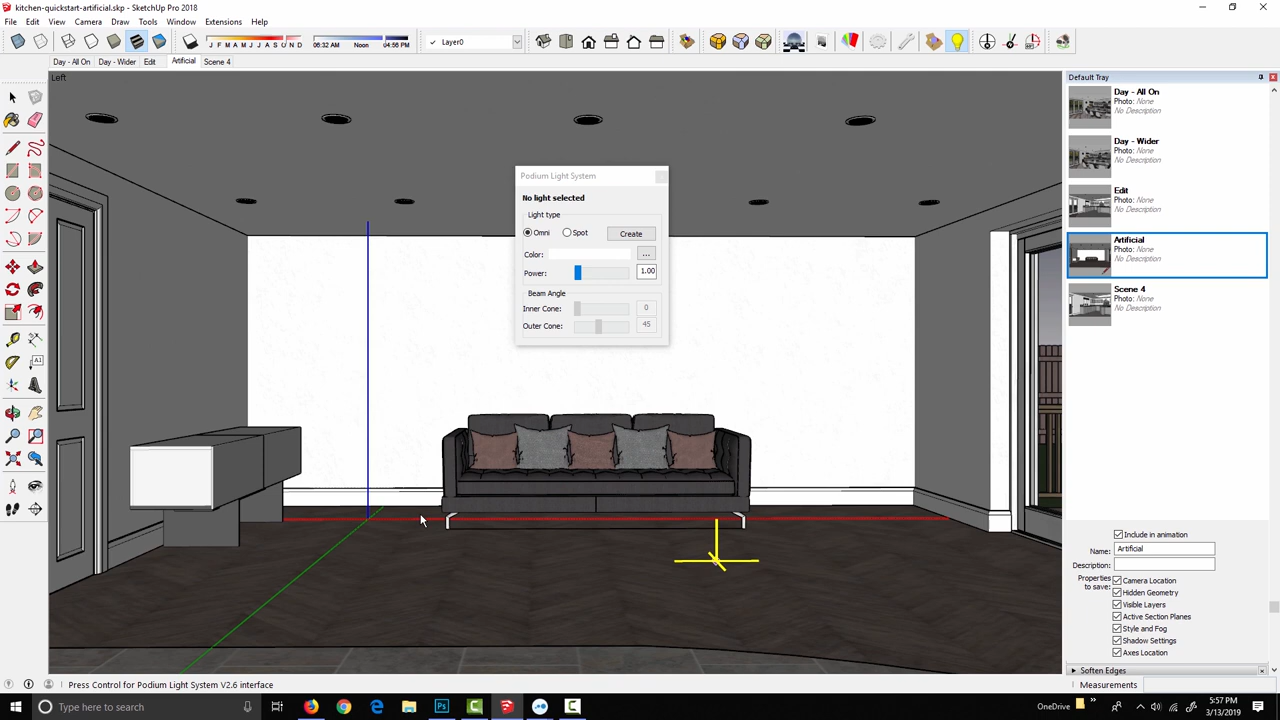 kitchen-quickstart-artificial.skp - SketchUp Pro 2018
File Edit View Camera Draw Tools Window Extensions Help
J F M A M J J A S O N D 06:32 AM Noon 04:56 PM Layer0
Day - All On Day - Wider Edit Artificial Scene 4
Left
Default Tray
Day - All On
Photo: None
No Description
Day - Wider
Photo: None
No Description
Edit
Photo: None
No Description
Artificial
Photo: None
No Description
Scene 4
Photo: None
No Description
Podium Light System
No light selected
Light type
Omni Spot Create
Color: ...
Power: 1.00
Beam Angle
Inner Cone: 0
Outer Cone: 45
Include in animation
Name: Artificial
Description:
Properties to save:
Camera Location
Hidden Geometry
Visible Layers
Active Section Planes
Style and Fog
Shadow Settings
Axes Location
Soften Edges
Press Control for Podium Light System V2.6 interface
Measurements
Type here to search
Ps
OneDrive
5:57 PM
3/13/2019